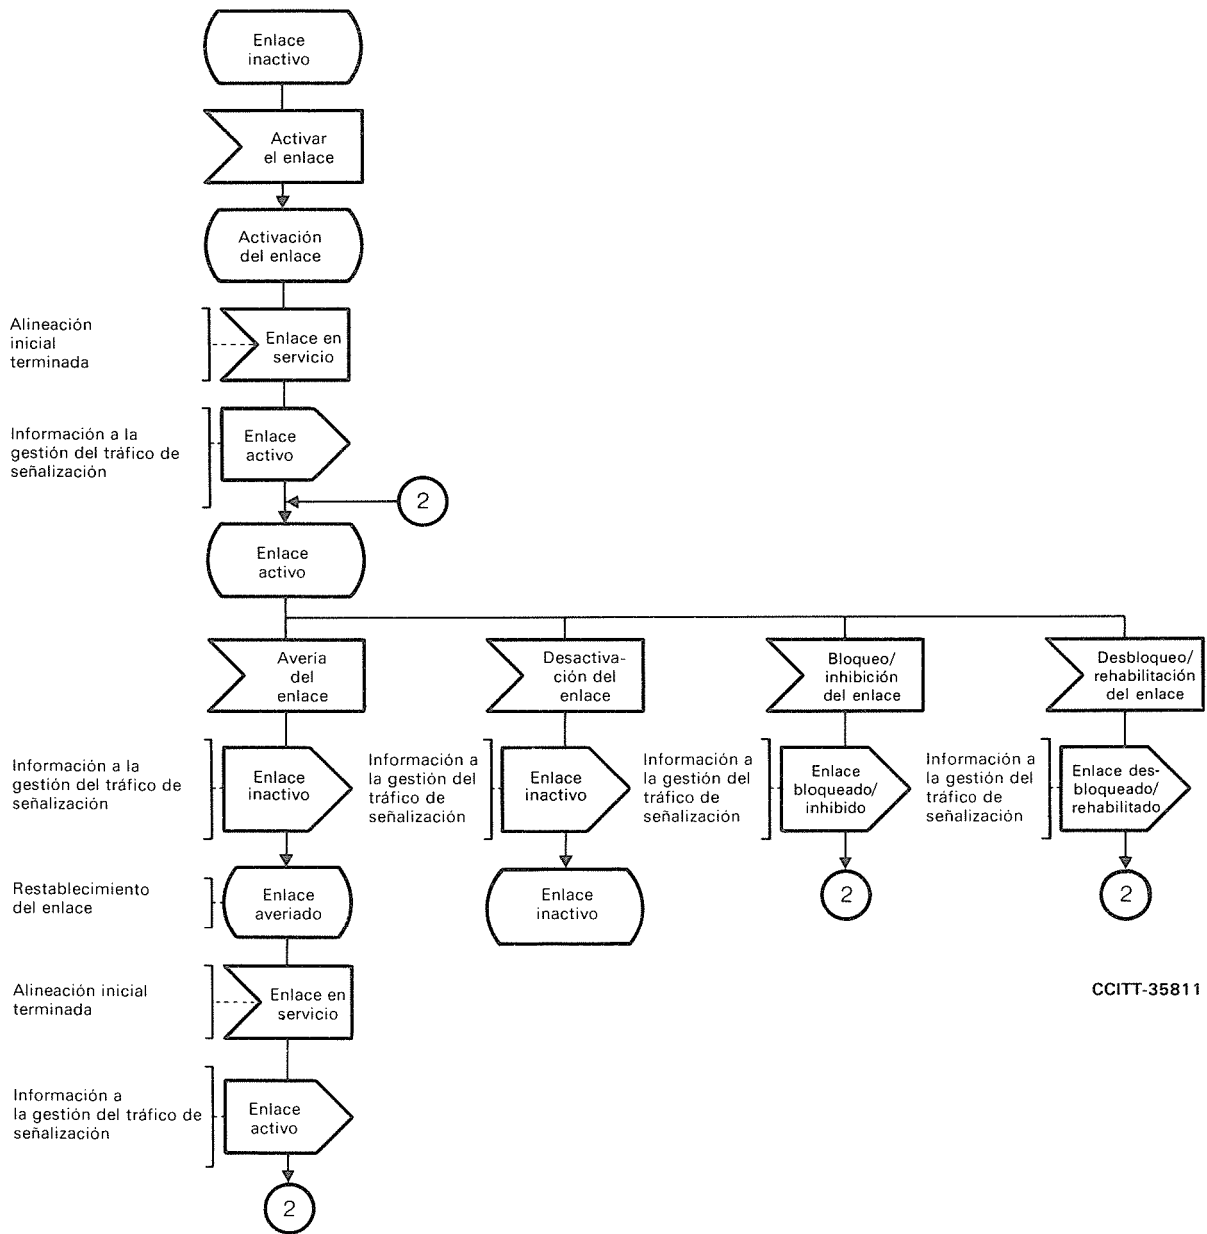 Enlace
inactivo
Activar
el enlace
Activación
del enlace
Alineación
inicial
terminada
Enlace en
servicio
Información a la
gestión del tráfico de
señalización
Enlace
activo
2
Enlace
activo
Avería
del
enlace
Desactiva-
ción del
enlace
Bloqueo/
inhibición
del enlace
Desbloqueo/
rehabilitación
del enlace
Información a la
gestión del tráfico de
señalización
Enlace
inactivo
Información a
la gestión del
tráfico de
señalización
Enlace
inactivo
Información a
la gestión del
tráfico de
señalización
Enlace
bloqueado/
inhibido
Información a
la gestión del
tráfico de
señalización
Enlace des-
bloqueado/
rehabilitado
Restablecimiento
del enlace
Enlace
averiado
Enlace
inactivo
2
2
Alineación inicial
terminada
Enlace en
servicio
CCITT-35811
Información a
la gestión del tráfico de
señalización
Enlace
activo
2